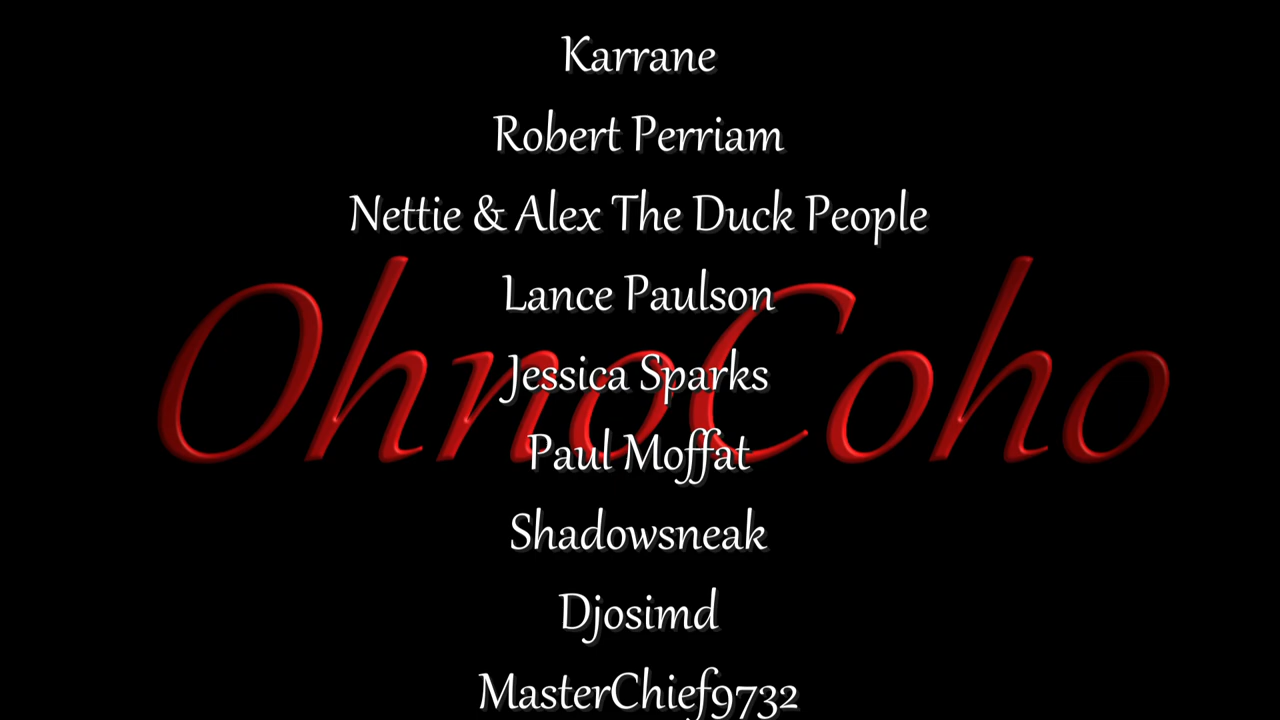 Karrane
Robert Perriam
Nettie & Alex The Duck People
Lance Paulson
OhnoCoho
Jessica Sparks
Paul Moffat
Shadowsneak
Djosimd
MasterChief9732